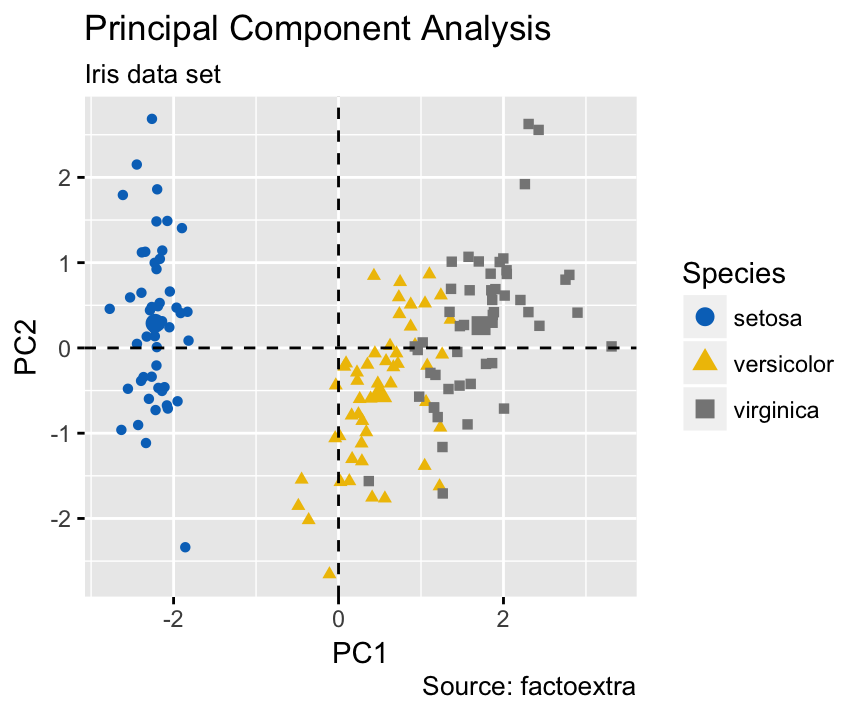 Principal Component Analysis
Iris data set
PC2
2
1
0
-1
-2
-2
0
2
PC1
Species
setosa
versicolor
virginica
Source: factoextra